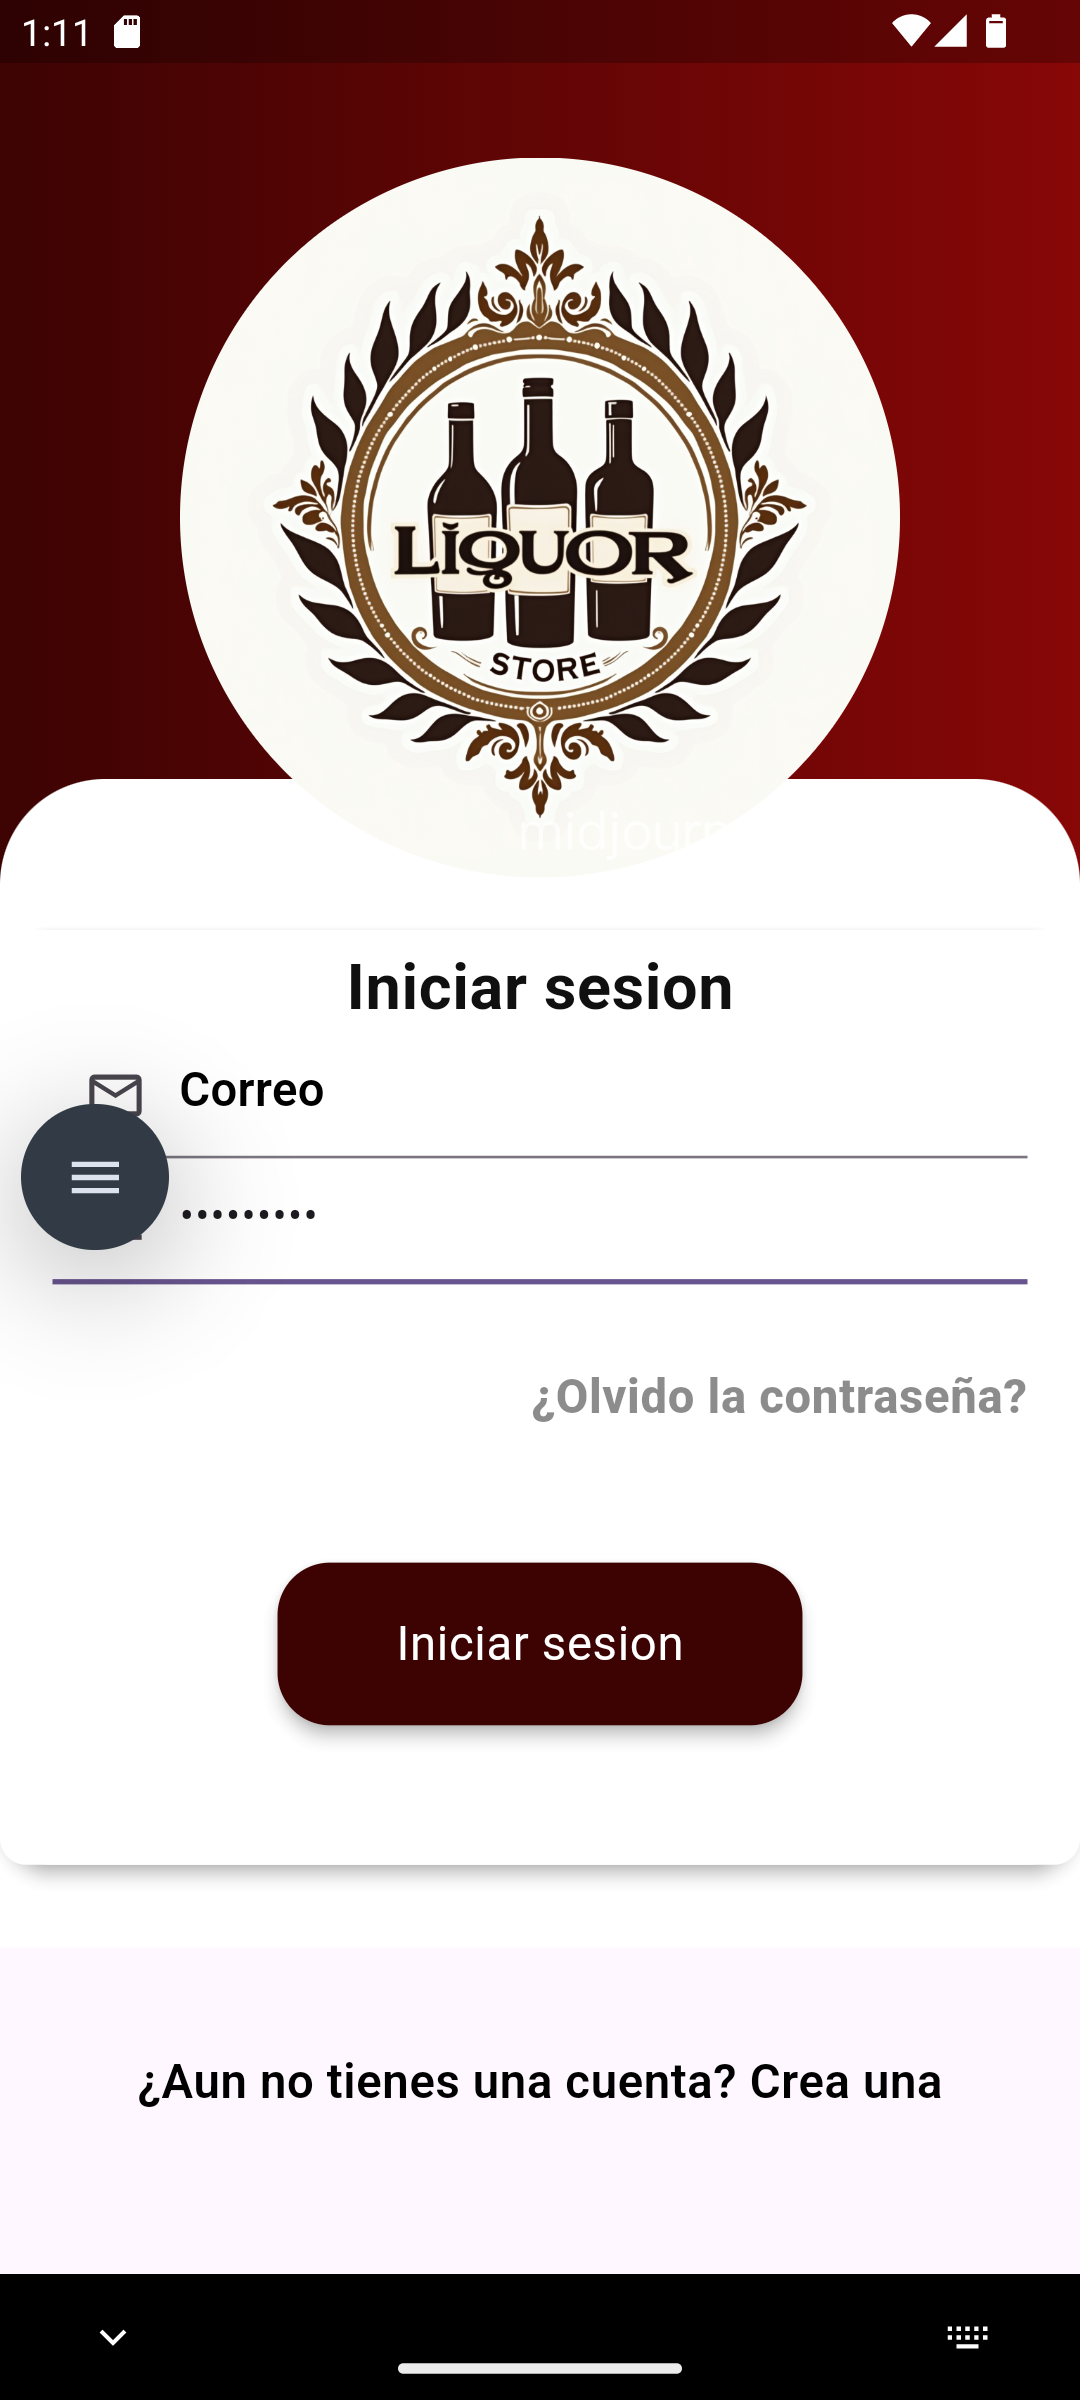 1:11
LIQUOR
STORE
midjourn
Iniciar sesion
Correo
•••••••••
¿Olvido la contraseña?
Iniciar sesion
¿Aun no tienes una cuenta? Crea una